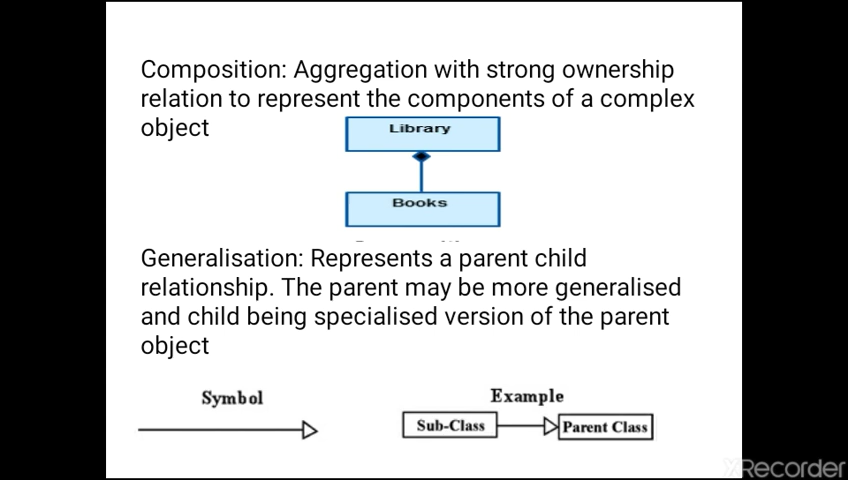 Composition: Aggregation with strong ownership
relation to represent the components of a complex
object
Library
Books
Generalisation: Represents a parent child
relationship. The parent may be more generalised
and child being specialised version of the parent
object
Symbol
Example
Sub-Class
Parent Class
XRecorder